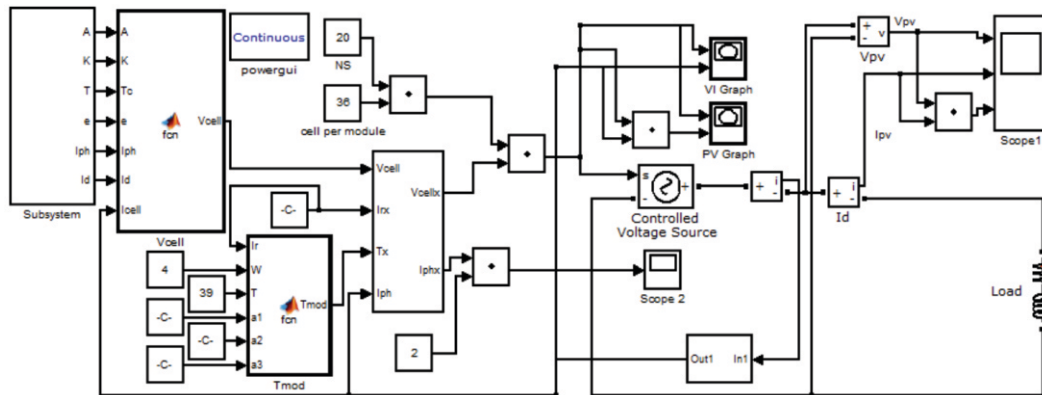 A
K
T
e
Iph
Id
Subsystem
A
K
Tc
e
Iph
Id
Icell
fcn
Vcell
Vcell
Continuous
powergui
20
NS
36
cell per module
-C-
4
39
-C-
-C-
-C-
Ir
W
T
a1
a2
a3
fcn
Tmod
Tmod
Vcell
Irx
Tx
Iph
Vcellx
Iphx
2
VI Graph
PV Graph
s
-
+
Controlled
Voltage Source
Scope 2
Out1
In1
+
-
i
+
-
i
Id
+
-
v
Vpv
Vpv
Ipv
Scope1
Load